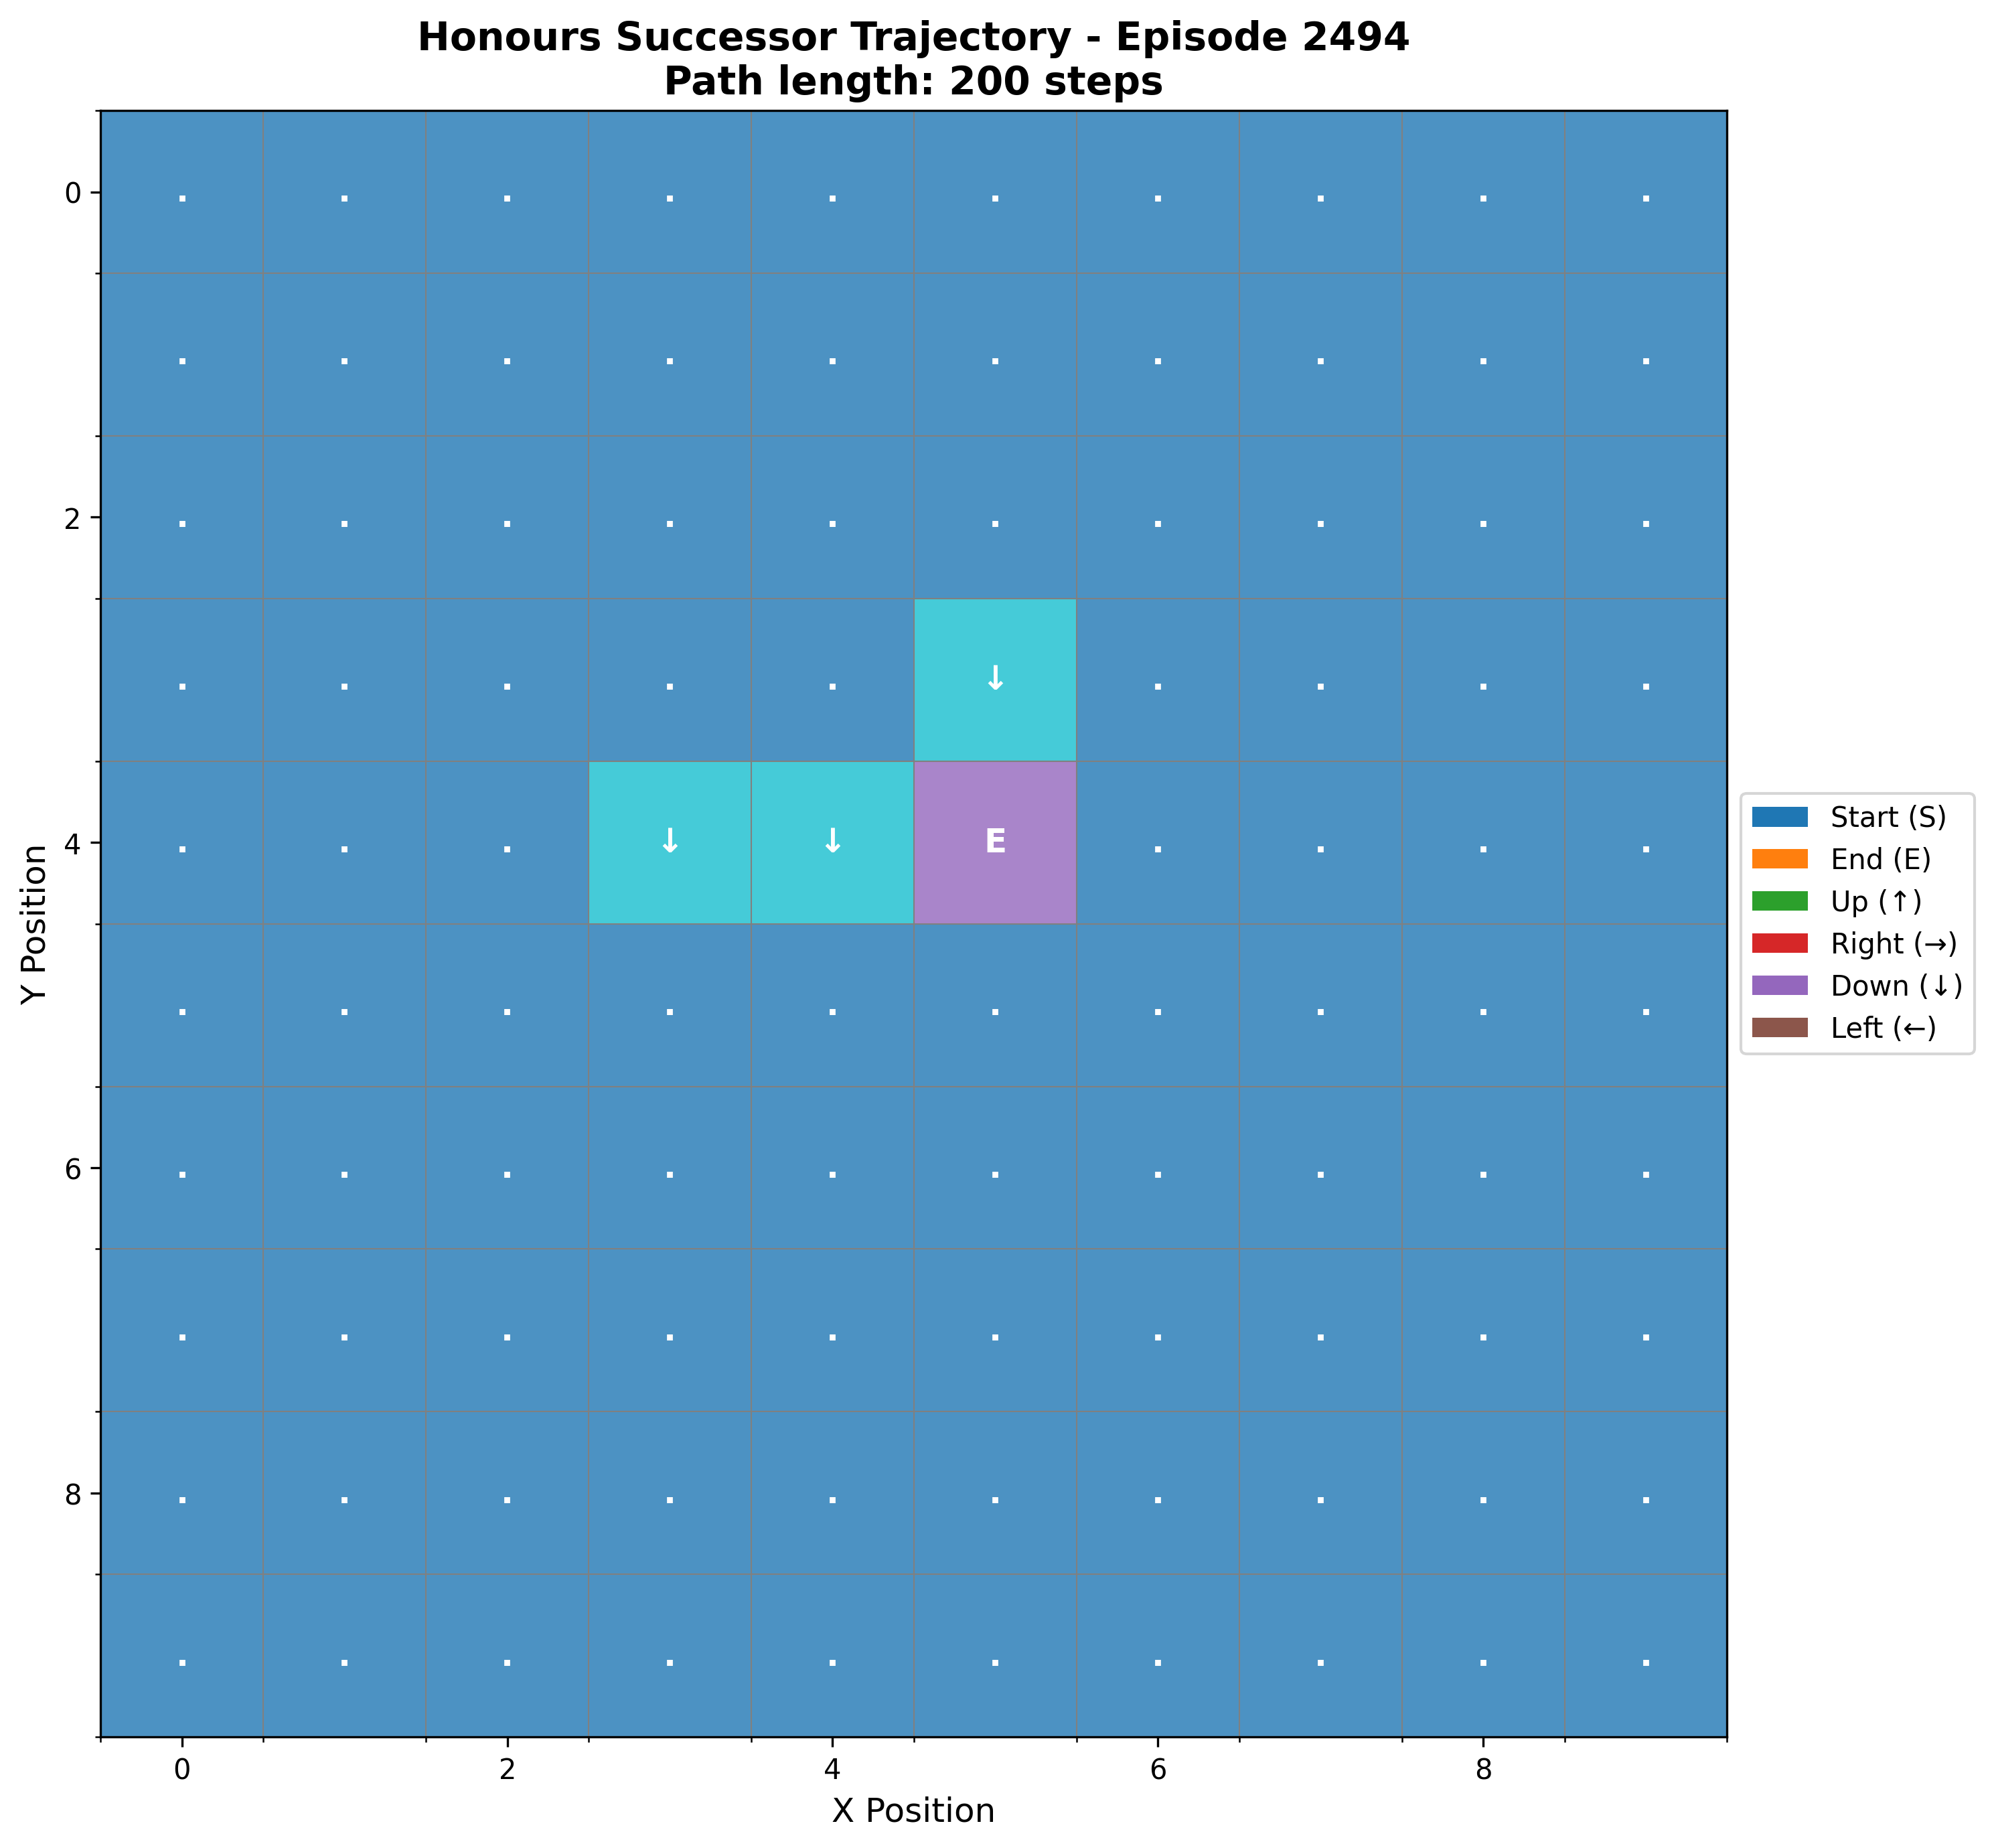 Honours Successor Trajectory - Episode 2494
Path length: 200 steps
0
2
↓
4
↓ ↓ E
6
8
Y Position
0 2 4 6 8
X Position
Start (S)
End (E)
Up (↑)
Right (→)
Down (↓)
Left (←)